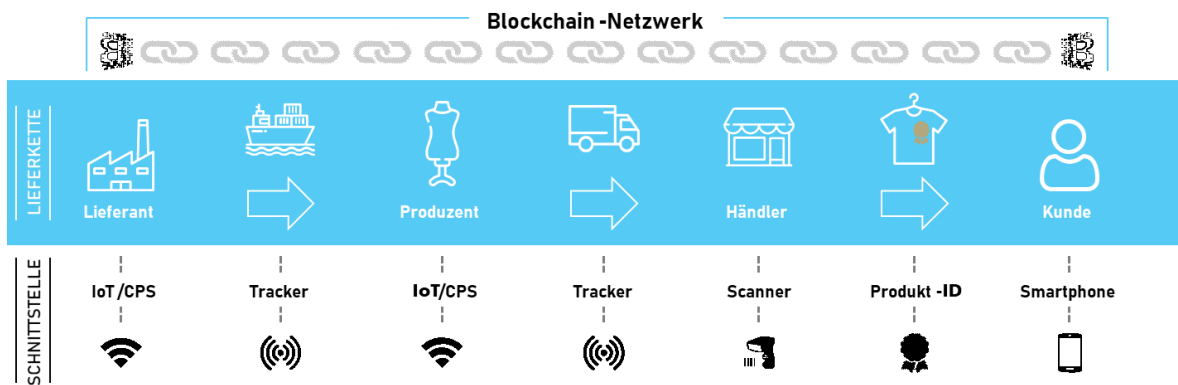 Blockchain -Netzwerk
LIEFERKETTE
Lieferant
Produzent
Händler
Kunde
SCHNITTSTELLE
IoT/CPS
Tracker
IoT/CPS
Tracker
Scanner
Produkt -ID
Smartphone